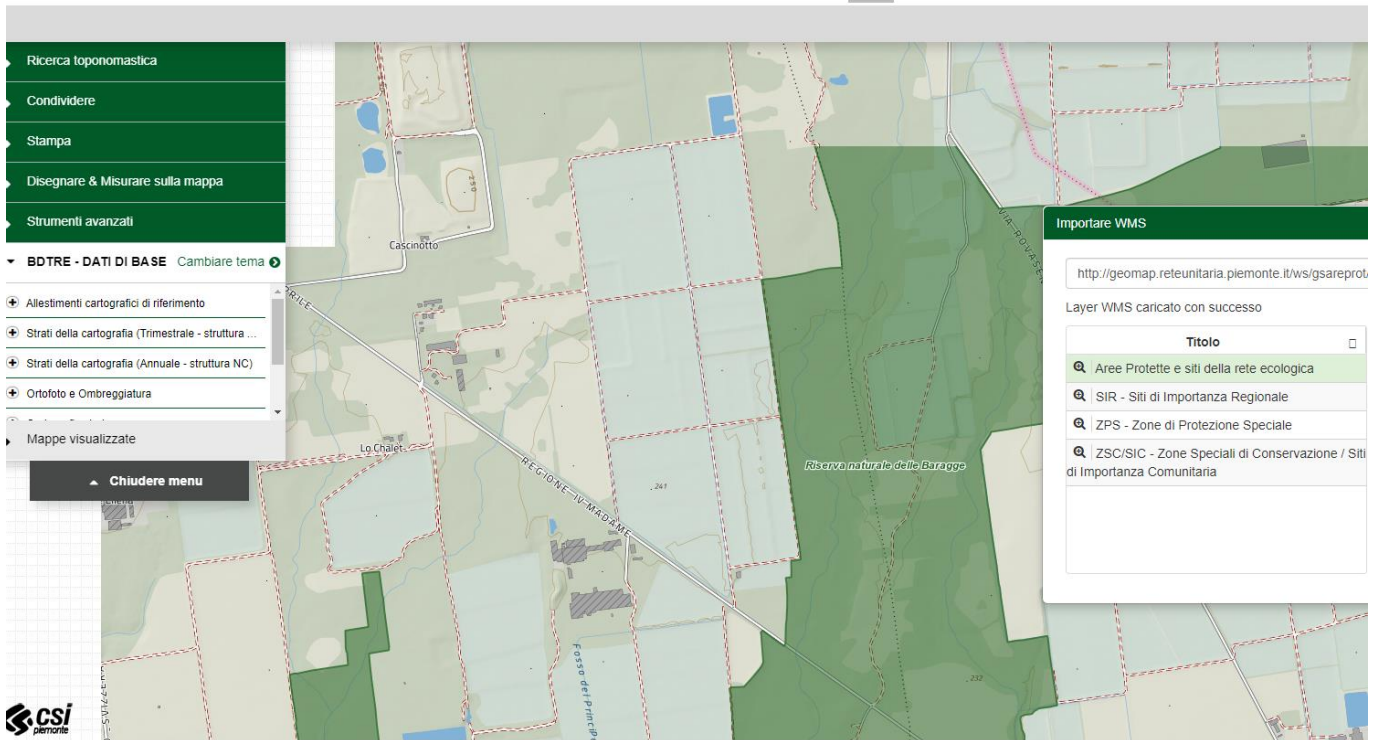 Ricerca toponomastica
Condividere
Stampa
Disegnare & Misurare sulla mappa
Strumenti avanzati
BDTRE - DATI DI BASE Cambiare tema
Allestimenti cartografici di riferimento
Strati della cartografia (Trimestrale - struttura ...
Strati della cartografia (Annuale - struttura NC)
Ortofoto e Ombreggiatura
Mappe visualizzate
Chiudere menu
csi
piemonte
250
Cascinotto
Lo Chalet
REGIONE IV MADAME
241
Riserva naturale delle Baragge
232
Importare WMS
http://geomap.reteunitaria.piemonte.it/ws/gsareprot/
Layer WMS caricato con successo
Titolo
Aree Protette e siti della rete ecologica
SIR - Siti di Importanza Regionale
ZPS - Zone di Protezione Speciale
ZSC/SIC - Zone Speciali di Conservazione / Siti
di Importanza Comunitaria